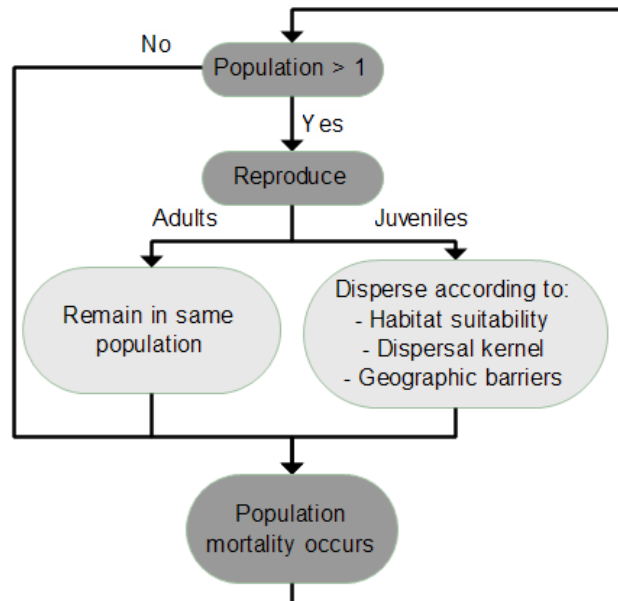 No
Population > 1
Yes
Reproduce
Adults
Juveniles
Remain in same
population
Disperse according to:
- Habitat suitability
- Dispersal kernel
- Geographic barriers
Population
mortality occurs